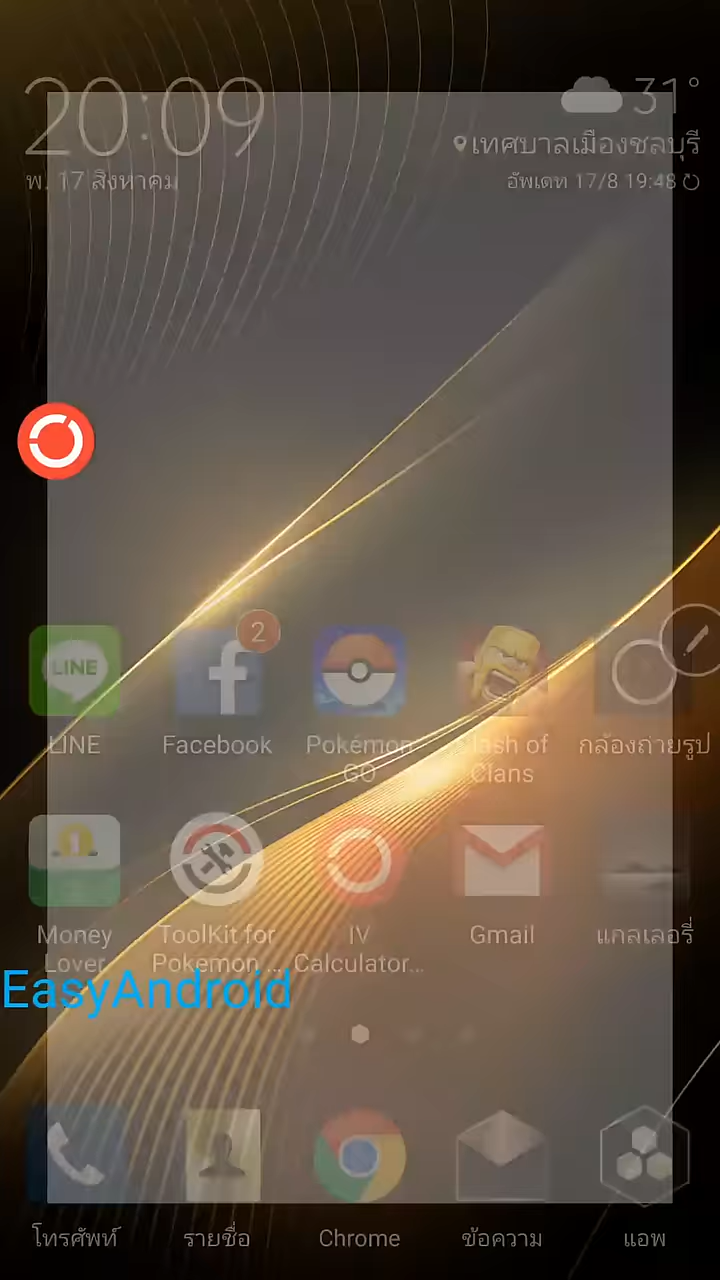 20:09
31°
เทศบาลเมืองชลบุรี
พ. 17 สิงหาคม
อัพเดท 17/8 19:48
LINE
2
LINE
Facebook
Pokémon GO
lash of Clans
กล้องถ่ายรูป
1
Money Lover
ToolKit for Pokemon ...
IV Calculator...
Gmail
แกลเลอรี่
EasyAndroid
โทรศัพท์
รายชื่อ
Chrome
ข้อความ
แอพ